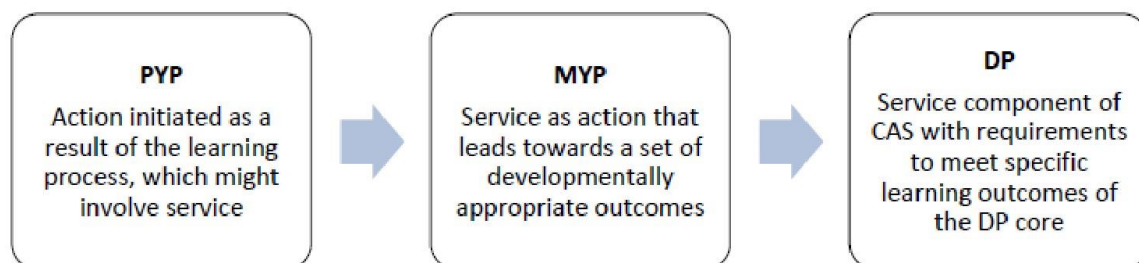 PYP
Action initiated as a
result of the learning
process, which might
involve service
MYP
Service as action that
leads towards a set of
developmentally
appropriate outcomes
DP
Service component of
CAS with requirements
to meet specific
learning outcomes of
the DP core